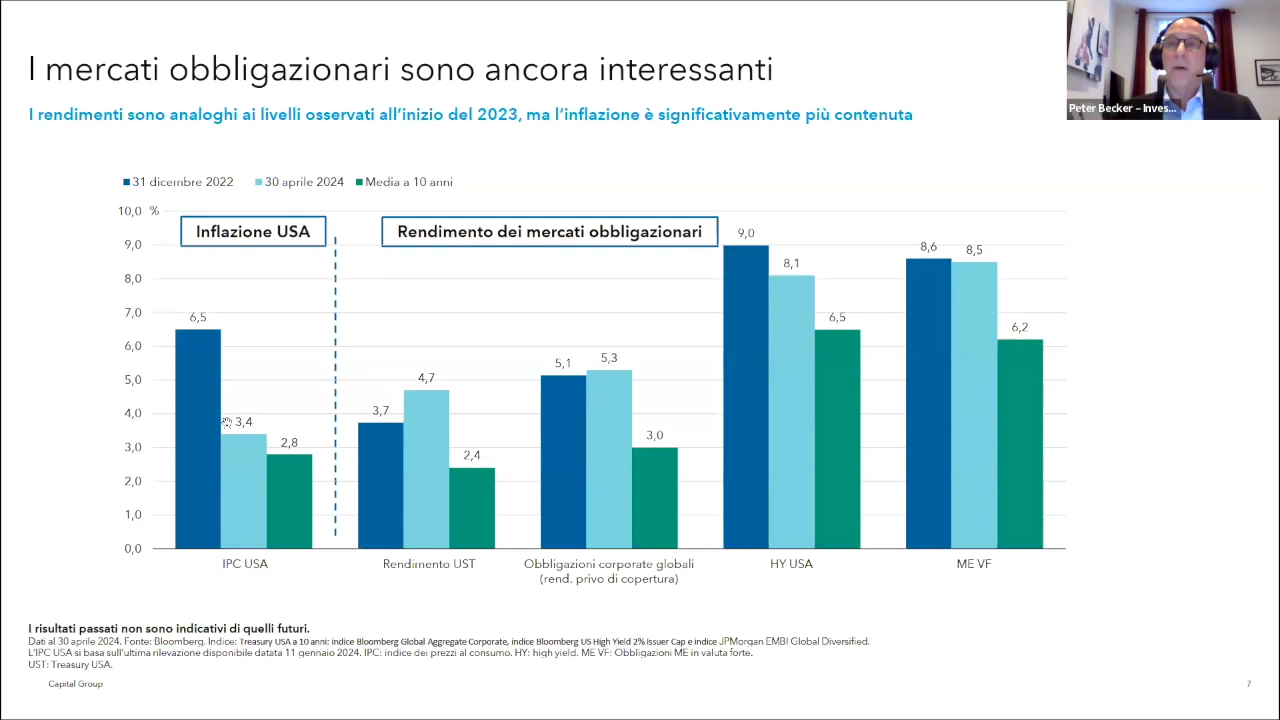 I mercati obbligazionari sono ancora interessanti
I rendimenti sono analoghi ai livelli osservati all'inizio del 2023, ma l'inflazione è significativamente più contenuta
Peter Becker – Inves...
31 dicembre 2022 30 aprile 2024 Media a 10 anni
10,0 %
Inflazione USA
Rendimento dei mercati obbligazionari
9,0
8,0
7,0
6,0
5,0
4,0
3,0
2,0
1,0
0,0
6,5
3,4
2,8
3,7
4,7
2,4
5,1
5,3
3,0
9,0
8,1
6,5
8,6
8,5
6,2
IPC USA
Rendimento UST
Obbligazioni corporate globali
(rend. privo di copertura)
HY USA
ME VF
I risultati passati non sono indicativi di quelli futuri.
Dati al 30 aprile 2024. Fonte: Bloomberg. Indice: Treasury USA a 10 anni: indice Bloomberg Global Aggregate Corporate, indice Bloomberg US High Yield 2% Issuer Cap e indice JPMorgan EMBI Global Diversified.
L'IPC USA si basa sull'ultima rilevazione disponibile datata 11 gennaio 2024. IPC: indice dei prezzi al consumo. HY: high yield. ME VF: Obbligazioni ME in valuta forte.
UST: Treasury USA.
Capital Group
7